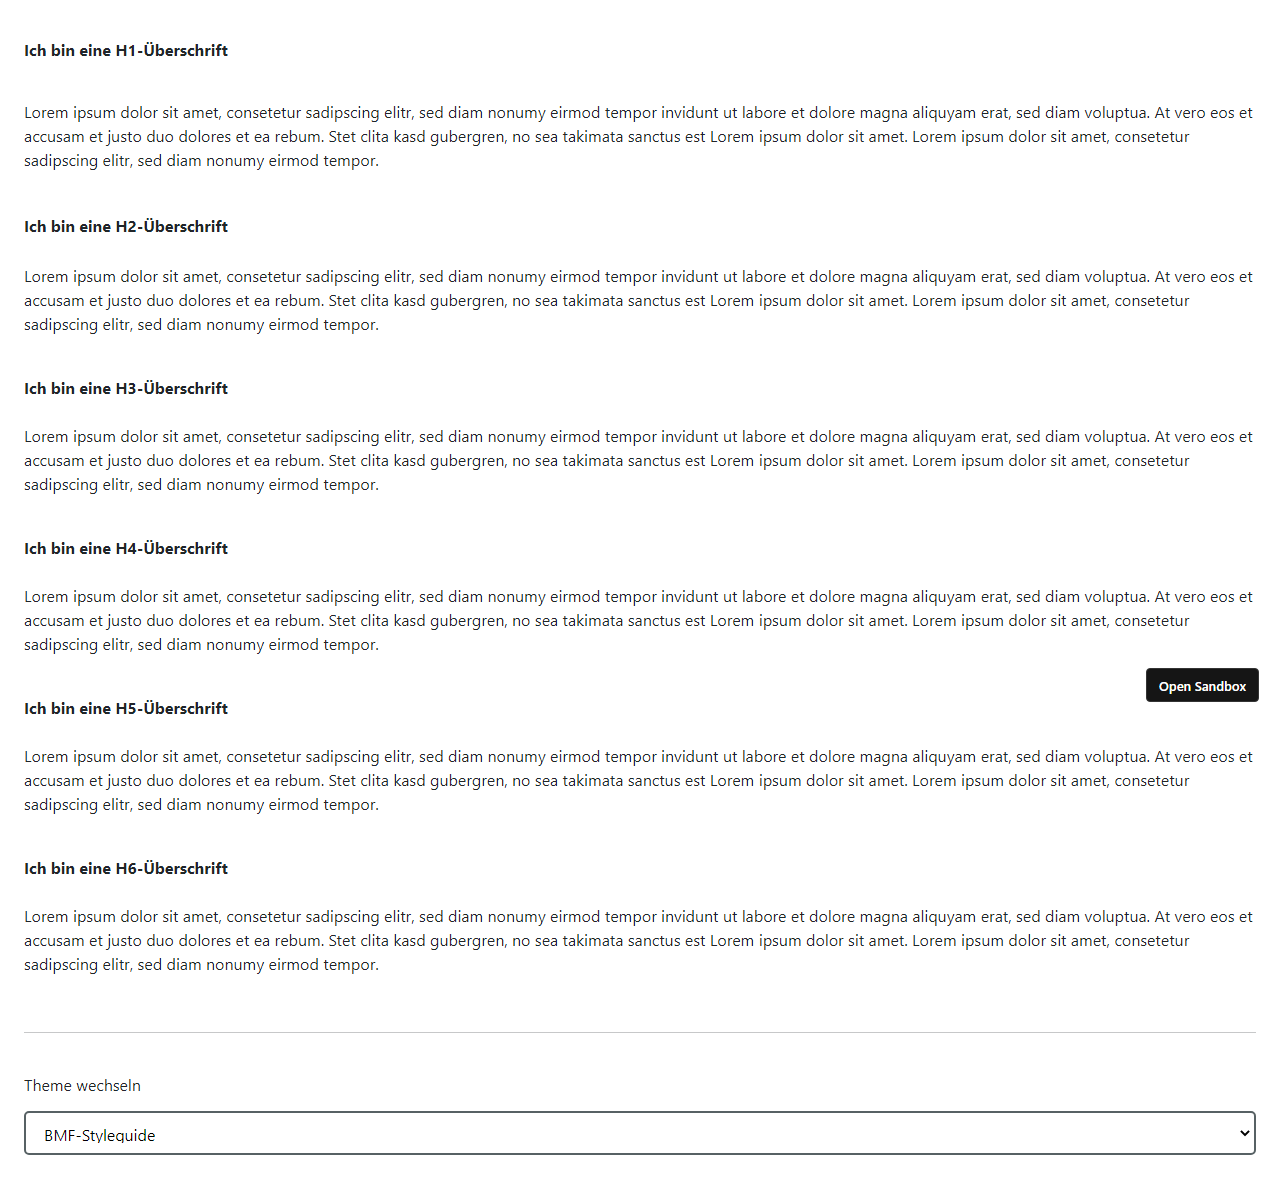 Ich bin eine H1-Überschrift
Lorem ipsum dolor sit amet, consetetur sadipscing elitr, sed diam nonumy eirmod tempor invidunt ut labore et dolore magna aliquyam erat, sed diam voluptua. At vero eos et
accusam et justo duo dolores et ea rebum. Stet clita kasd gubergren, no sea takimata sanctus est Lorem ipsum dolor sit amet. Lorem ipsum dolor sit amet, consetetur
sadipscing elitr, sed diam nonumy eirmod tempor.
Ich bin eine H2-Überschrift
Lorem ipsum dolor sit amet, consetetur sadipscing elitr, sed diam nonumy eirmod tempor invidunt ut labore et dolore magna aliquyam erat, sed diam voluptua. At vero eos et
accusam et justo duo dolores et ea rebum. Stet clita kasd gubergren, no sea takimata sanctus est Lorem ipsum dolor sit amet. Lorem ipsum dolor sit amet, consetetur
sadipscing elitr, sed diam nonumy eirmod tempor.
Ich bin eine H3-Überschrift
Lorem ipsum dolor sit amet, consetetur sadipscing elitr, sed diam nonumy eirmod tempor invidunt ut labore et dolore magna aliquyam erat, sed diam voluptua. At vero eos et
accusam et justo duo dolores et ea rebum. Stet clita kasd gubergren, no sea takimata sanctus est Lorem ipsum dolor sit amet. Lorem ipsum dolor sit amet, consetetur
sadipscing elitr, sed diam nonumy eirmod tempor.
Ich bin eine H4-Überschrift
Lorem ipsum dolor sit amet, consetetur sadipscing elitr, sed diam nonumy eirmod tempor invidunt ut labore et dolore magna aliquyam erat, sed diam voluptua. At vero eos et
accusam et justo duo dolores et ea rebum. Stet clita kasd gubergren, no sea takimata sanctus est Lorem ipsum dolor sit amet. Lorem ipsum dolor sit amet, consetetur
sadipscing elitr, sed diam nonumy eirmod tempor.
Open Sandbox
Ich bin eine H5-Überschrift
Lorem ipsum dolor sit amet, consetetur sadipscing elitr, sed diam nonumy eirmod tempor invidunt ut labore et dolore magna aliquyam erat, sed diam voluptua. At vero eos et
accusam et justo duo dolores et ea rebum. Stet clita kasd gubergren, no sea takimata sanctus est Lorem ipsum dolor sit amet. Lorem ipsum dolor sit amet, consetetur
sadipscing elitr, sed diam nonumy eirmod tempor.
Ich bin eine H6-Überschrift
Lorem ipsum dolor sit amet, consetetur sadipscing elitr, sed diam nonumy eirmod tempor invidunt ut labore et dolore magna aliquyam erat, sed diam voluptua. At vero eos et
accusam et justo duo dolores et ea rebum. Stet clita kasd gubergren, no sea takimata sanctus est Lorem ipsum dolor sit amet. Lorem ipsum dolor sit amet, consetetur
sadipscing elitr, sed diam nonumy eirmod tempor.
Theme wechseln
BMF-Styleguide